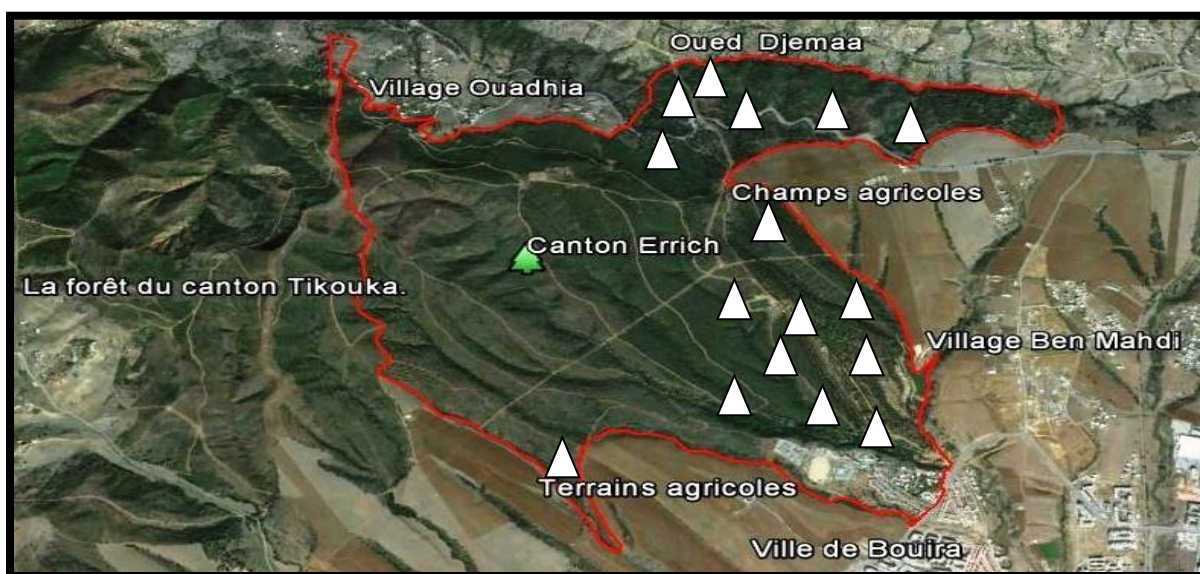 Oued Djemaa
Village Ouadhia
Champs agricoles
Canton Errich
La forêt du canton Tikouka.
Village Ben Mahdi
Terrains agricoles
Ville de Bouira